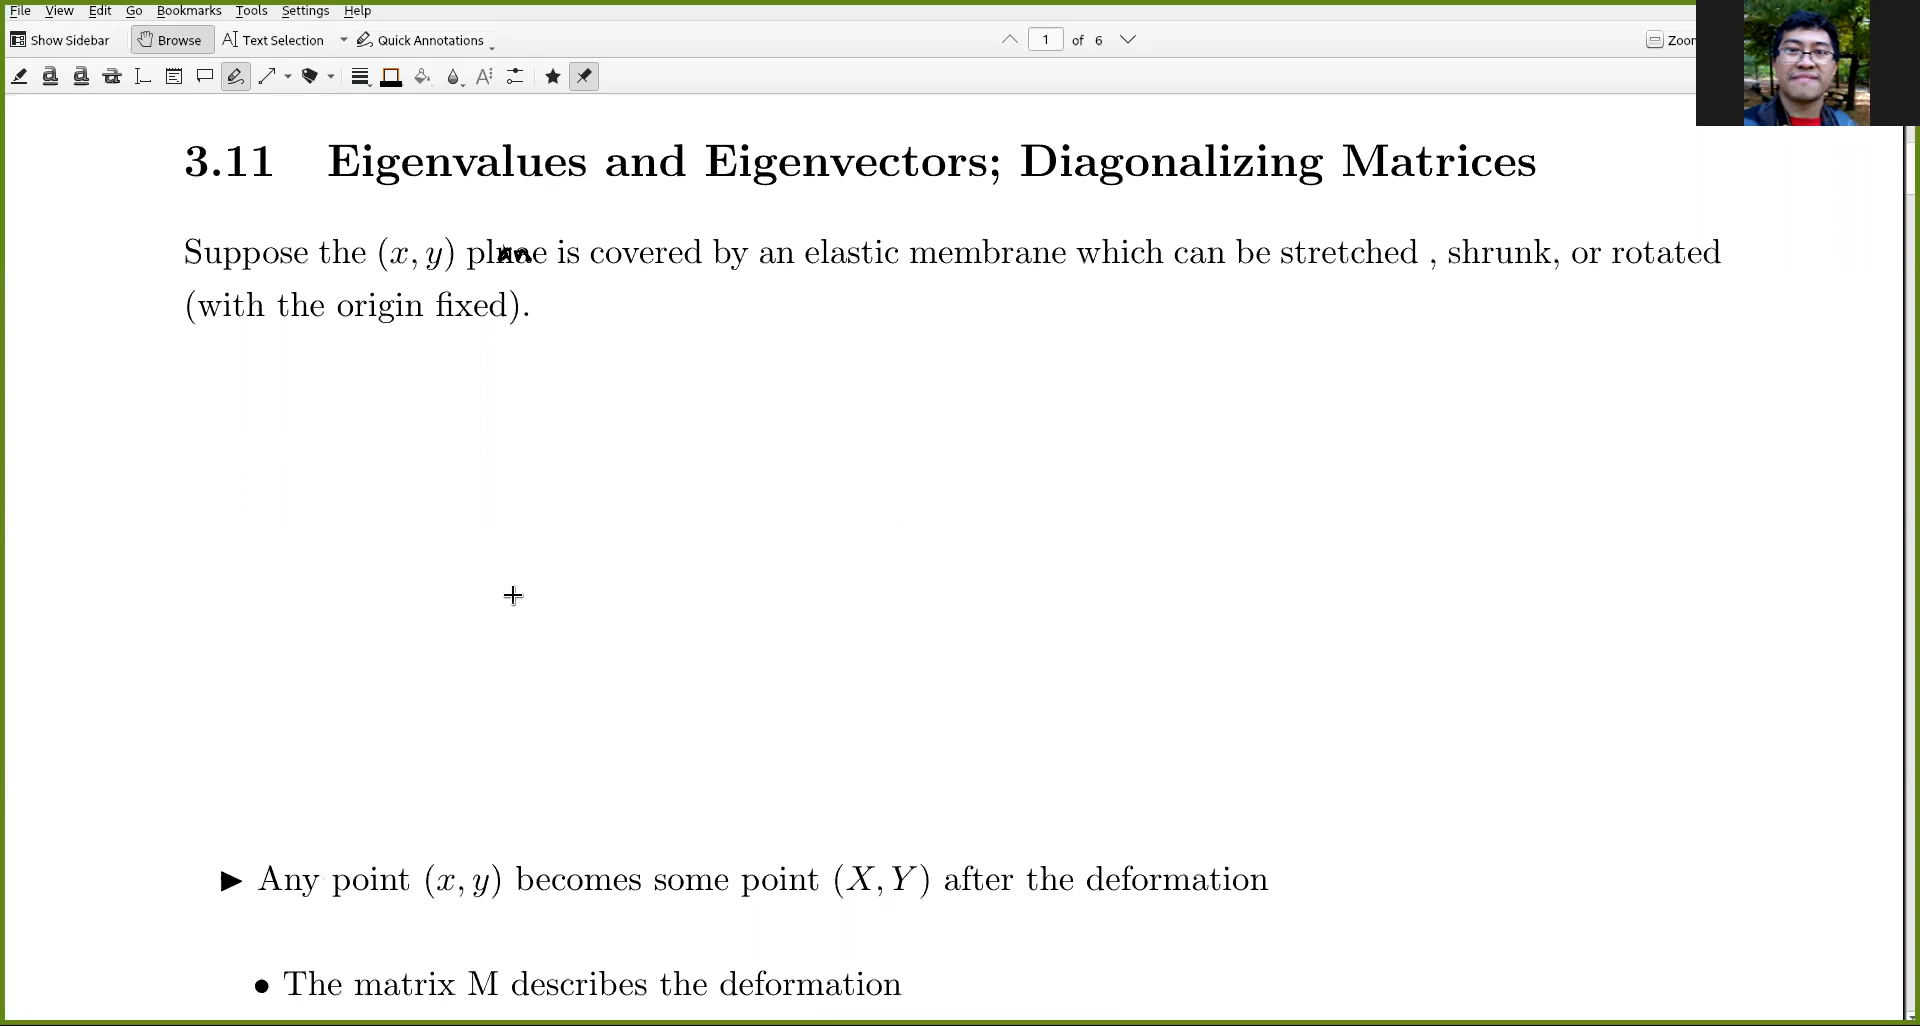 File View Edit Go Bookmarks Tools Settings Help
Show Sidebar Browse Text Selection Quick Annotations 1 of 6 Zoo
3.11 Eigenvalues and Eigenvectors; Diagonalizing Matrices
Suppose the (x, y) plane is covered by an elastic membrane which can be stretched , shrunk, or rotated
(with the origin fixed).
▶ Any point (x, y) becomes some point (X, Y) after the deformation
• The matrix M describes the deformation